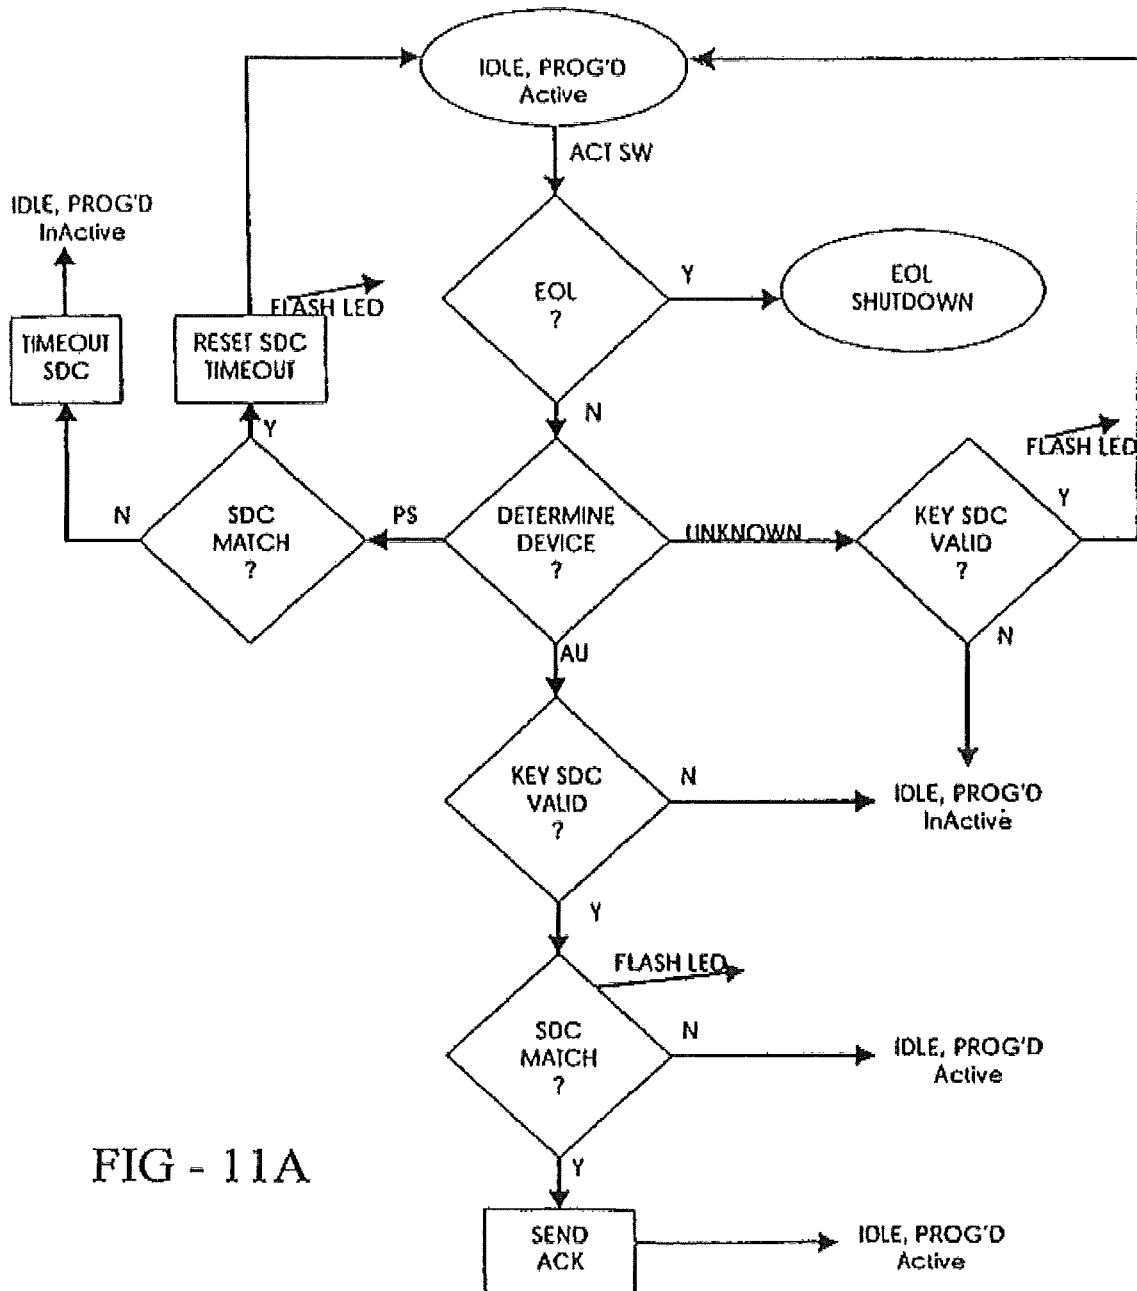 IDLE, PROG'D
Active
ACT SW
IDLE, PROG'D
InActive
EOL
?
Y
EOL
SHUTDOWN
FLASH LED
TIMEOUT
SDC
RESET SDC
TIMEOUT
N
Y
FLASH LED
N
SDC
MATCH
?
PS
DETERMINE
DEVICE
?
UNKNOWN
KEY SDC
VALID
?
Y
N
AU
KEY SDC
VALID
?
N
IDLE, PROG'D
InActive
Y
FLASH LED
SDC
MATCH
?
N
IDLE, PROG'D
Active
Y
FIG - 11A
SEND
ACK
IDLE, PROG'D
Active